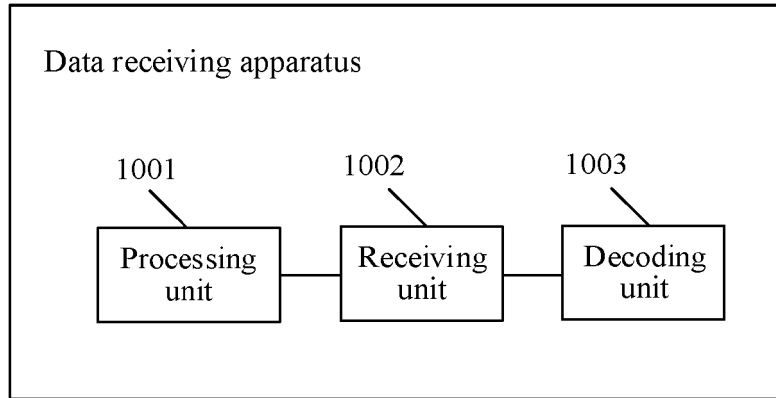 Data receiving apparatus
1001
1002
1003
Processing
unit
Receiving
unit
Decoding
unit